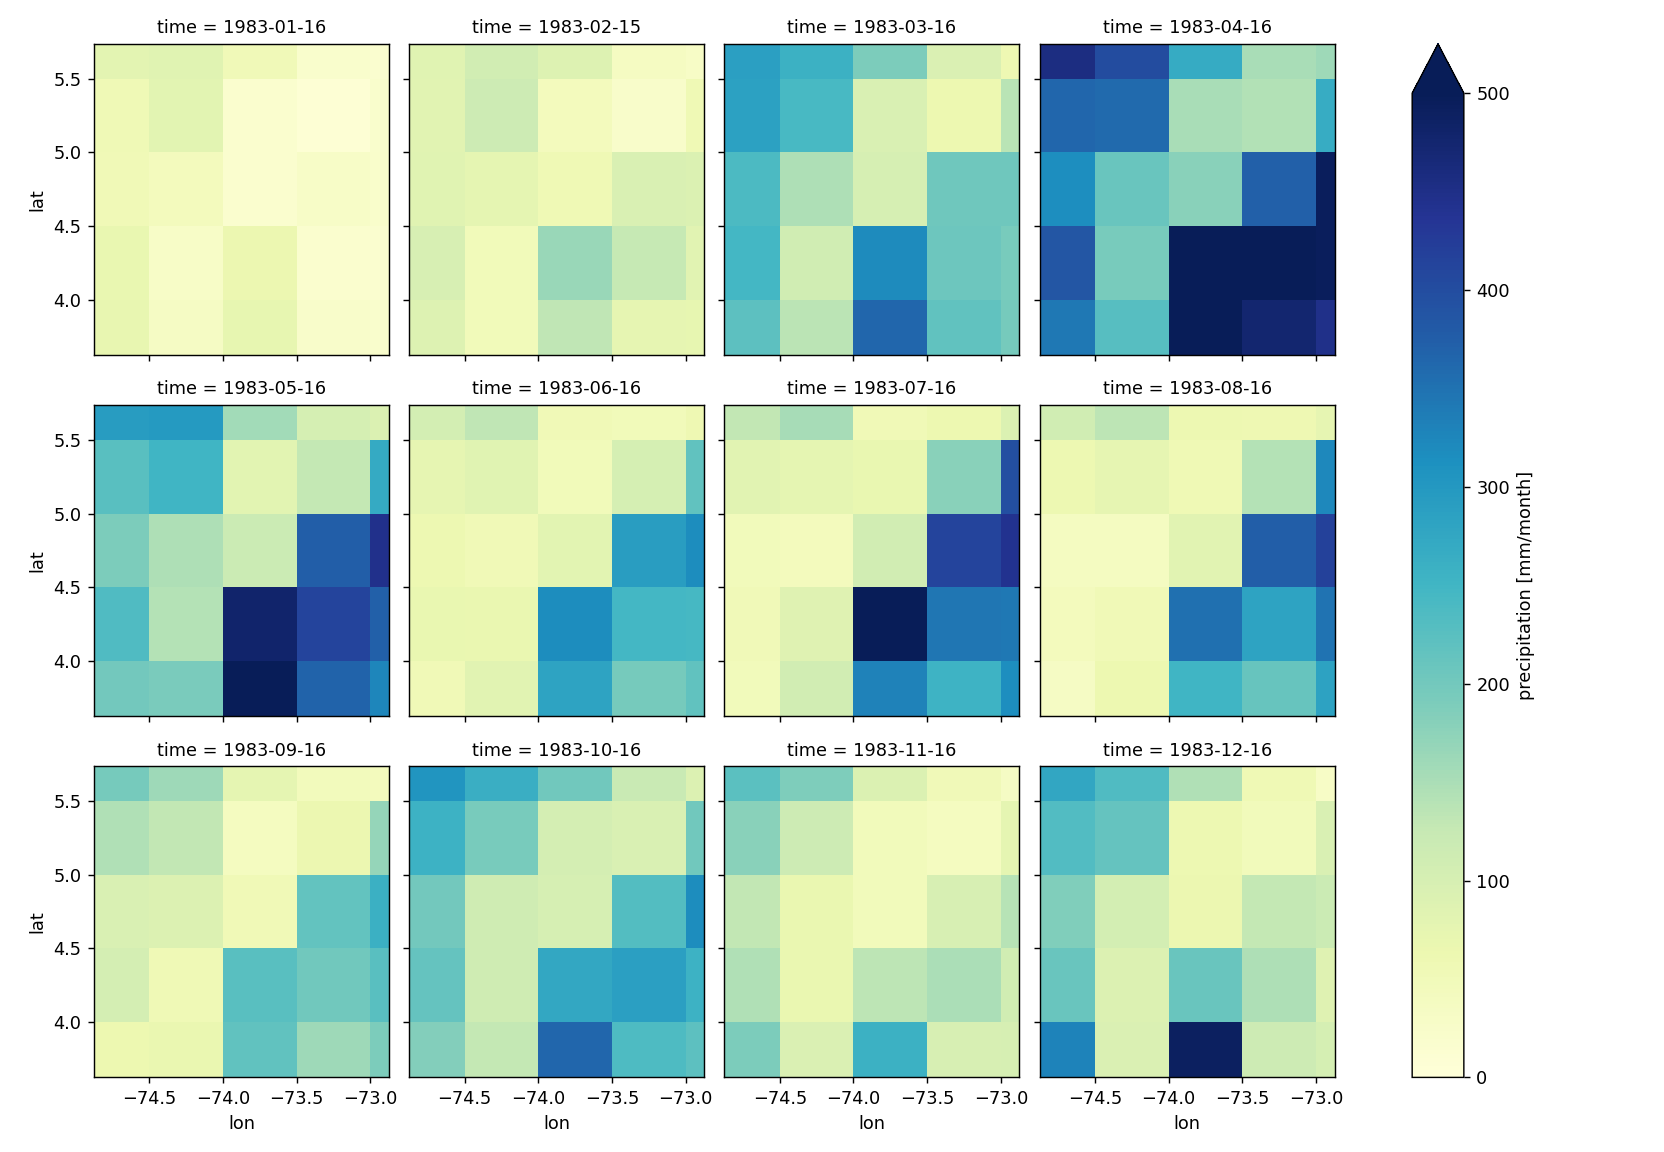 time = 1983-01-16 time = 1983-02-15 time = 1983-03-16 time = 1983-04-16
5.5
5.0
4.5
4.0
lat
time = 1983-05-16 time = 1983-06-16 time = 1983-07-16 time = 1983-08-16
5.5
5.0
4.5
4.0
lat
time = 1983-09-16 time = 1983-10-16 time = 1983-11-16 time = 1983-12-16
5.5
5.0
4.5
4.0
lat
−74.5 −74.0 −73.5 −73.0 −74.5 −74.0 −73.5 −73.0 −74.5 −74.0 −73.5 −73.0 −74.5 −74.0 −73.5 −73.0
lon lon lon lon
500
400
300
200
100
0
precipitation [mm/month]